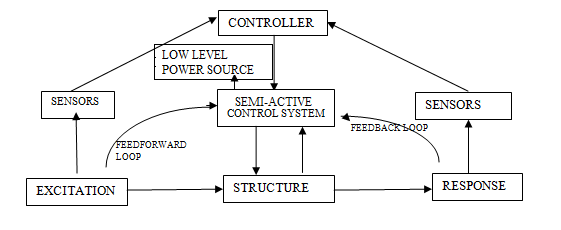 CONTROLLER
LOW LEVEL
POWER SOURCE
SENSORS
SEMI-ACTIVE
CONTROL SYSTEM
SENSORS
FEEDBACK LOOP
FEEDFORWARD
LOOP
EXCITATION
STRUCTURE
RESPONSE